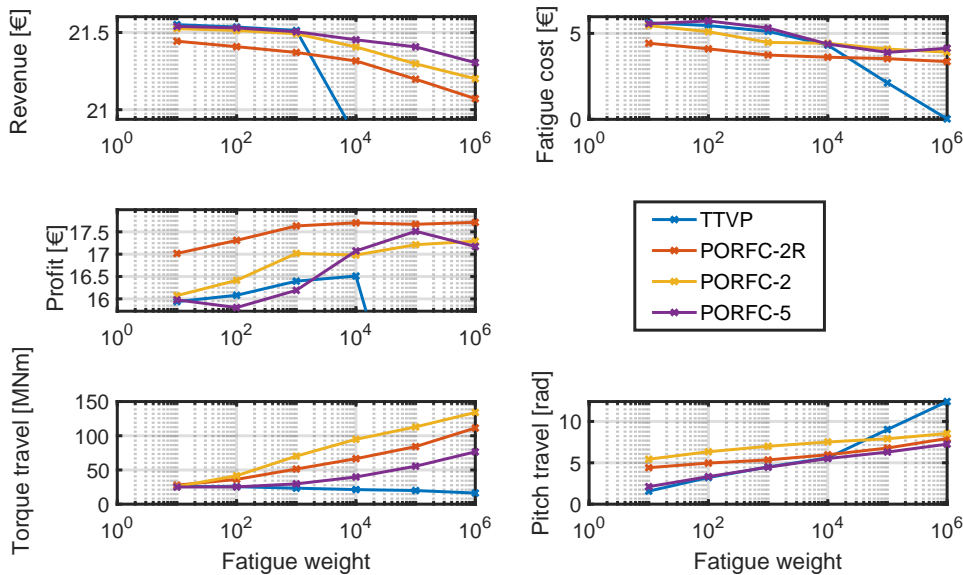 Revenue [€]
21.5
21
10^0 10^2 10^4 10^6
Fatigue cost [€]
5
0
10^0 10^2 10^4 10^6
Profit [€]
17.5
17
16.5
16
10^0 10^2 10^4 10^6
TTVP
PORFC-2R
PORFC-2
PORFC-5
Torque travel [MNm]
150
100
50
0
10^0 10^2 10^4 10^6
Fatigue weight
Pitch travel [rad]
10
5
0
10^0 10^2 10^4 10^6
Fatigue weight